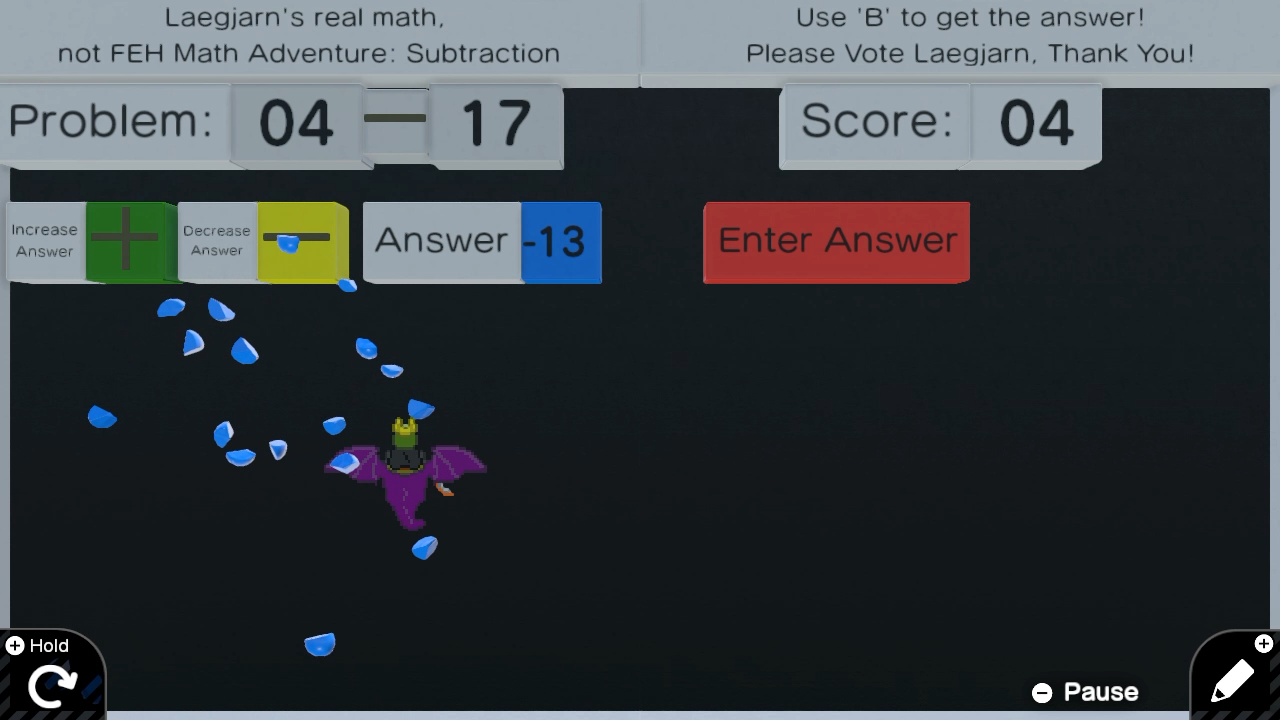 Laegjarn's real math,
not FEH Math Adventure: Subtraction
Use 'B' to get the answer!
Please Vote Laegjarn, Thank You!
Problem: 04 — 17
Score: 04
Increase
Answer
+
Decrease
Answer
—
Answer -13
Enter Answer
Hold
Pause